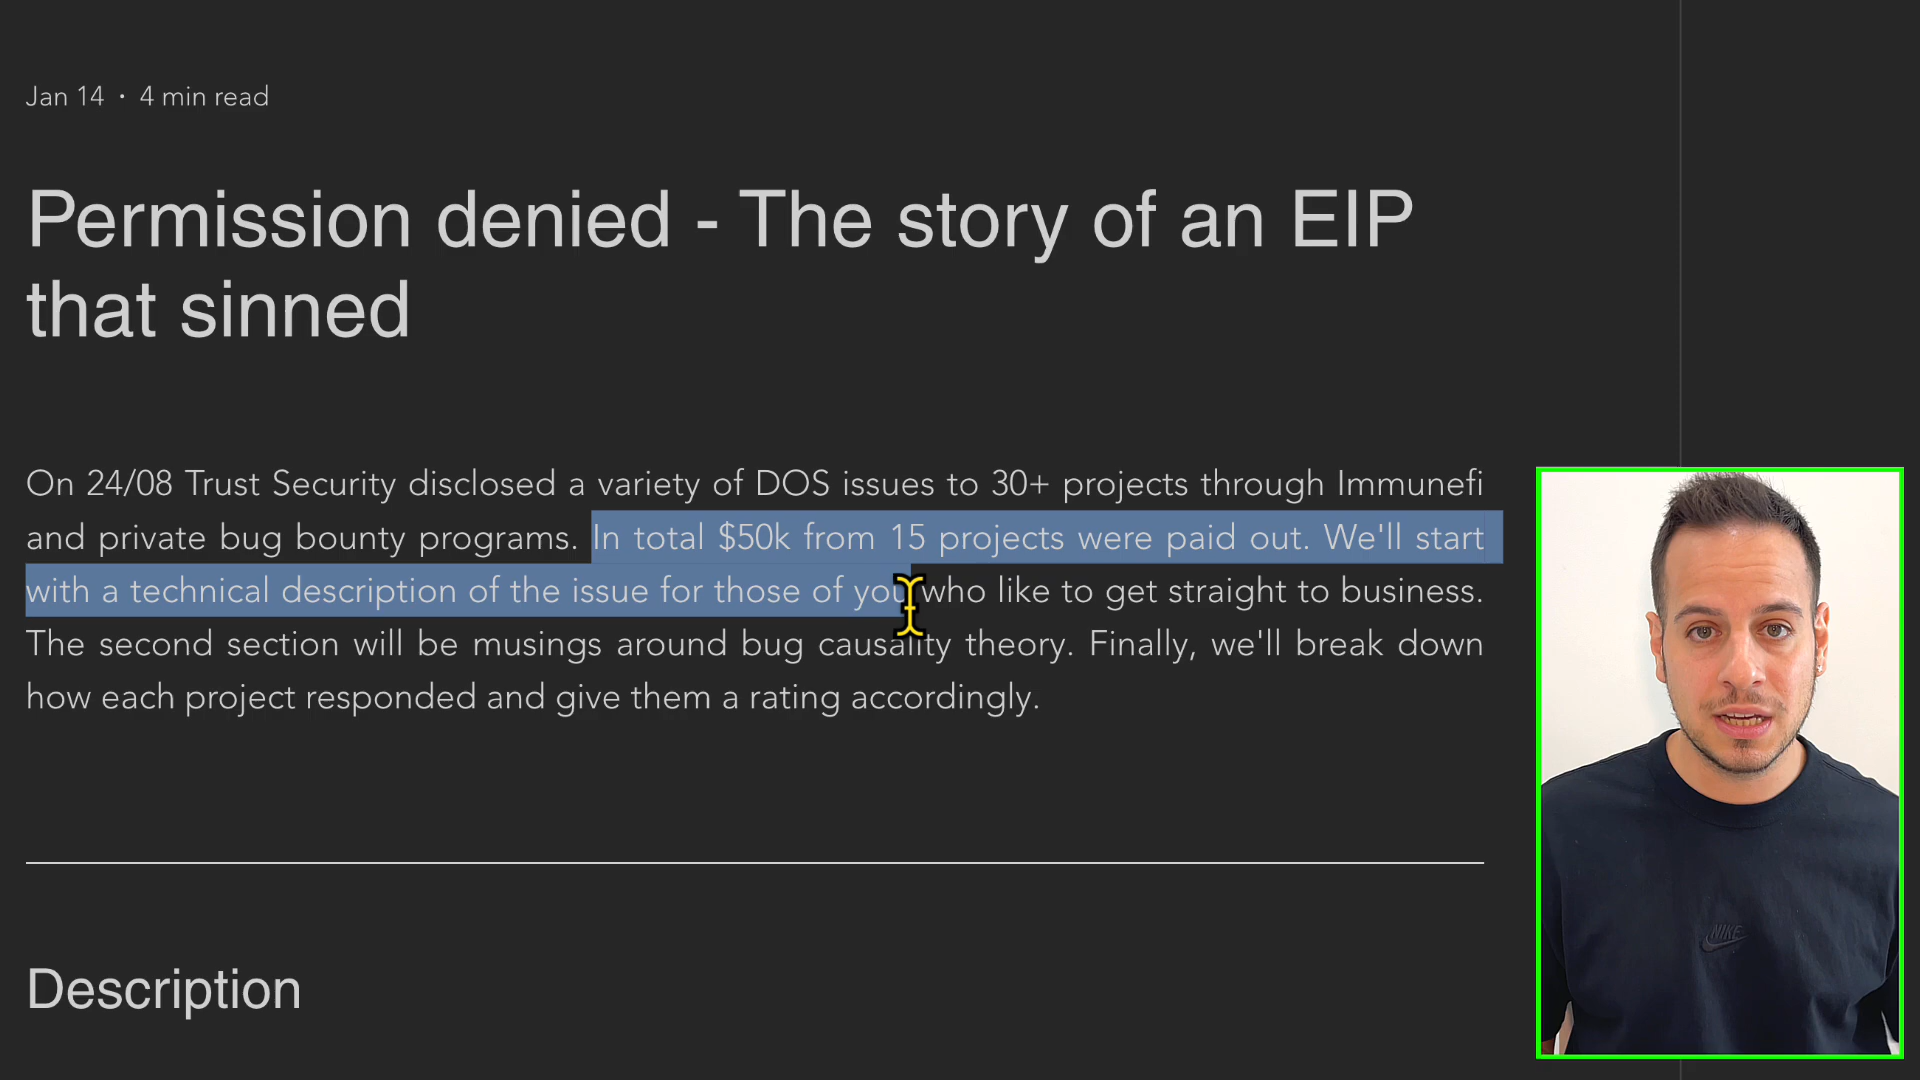 Jan 14 · 4 min read
Permission denied - The story of an EIP
that sinned
On 24/08 Trust Security disclosed a variety of DOS issues to 30+ projects through Immunefi
and private bug bounty programs. In total $50k from 15 projects were paid out. We'll start
with a technical description of the issue for those of you who like to get straight to business.
The second section will be musings around bug causality theory. Finally, we'll break down
how each project responded and give them a rating accordingly.
NIKE
Description